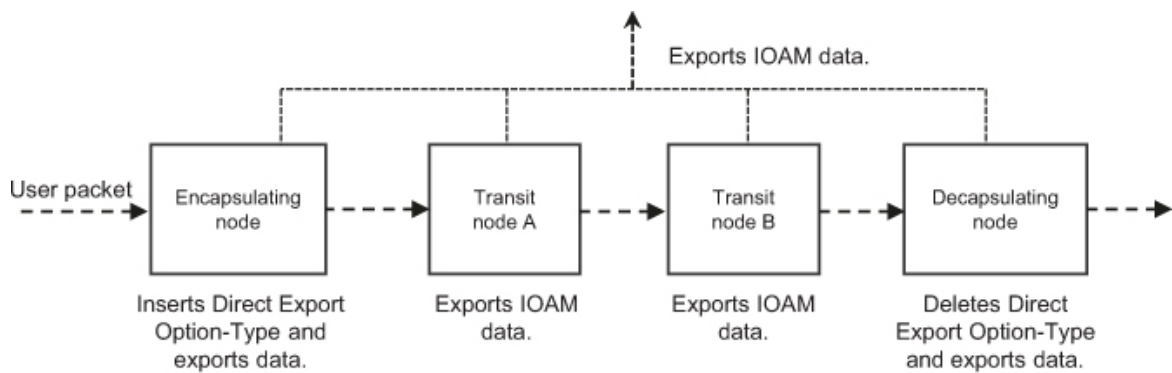 Exports IOAM data.
User packet
Encapsulating
node
Transit
node A
Transit
node B
Decapsulating
node
Inserts Direct Export
Option-Type and
exports data.
Exports IOAM
data.
Exports IOAM
data.
Deletes Direct
Export Option-Type
and exports data.